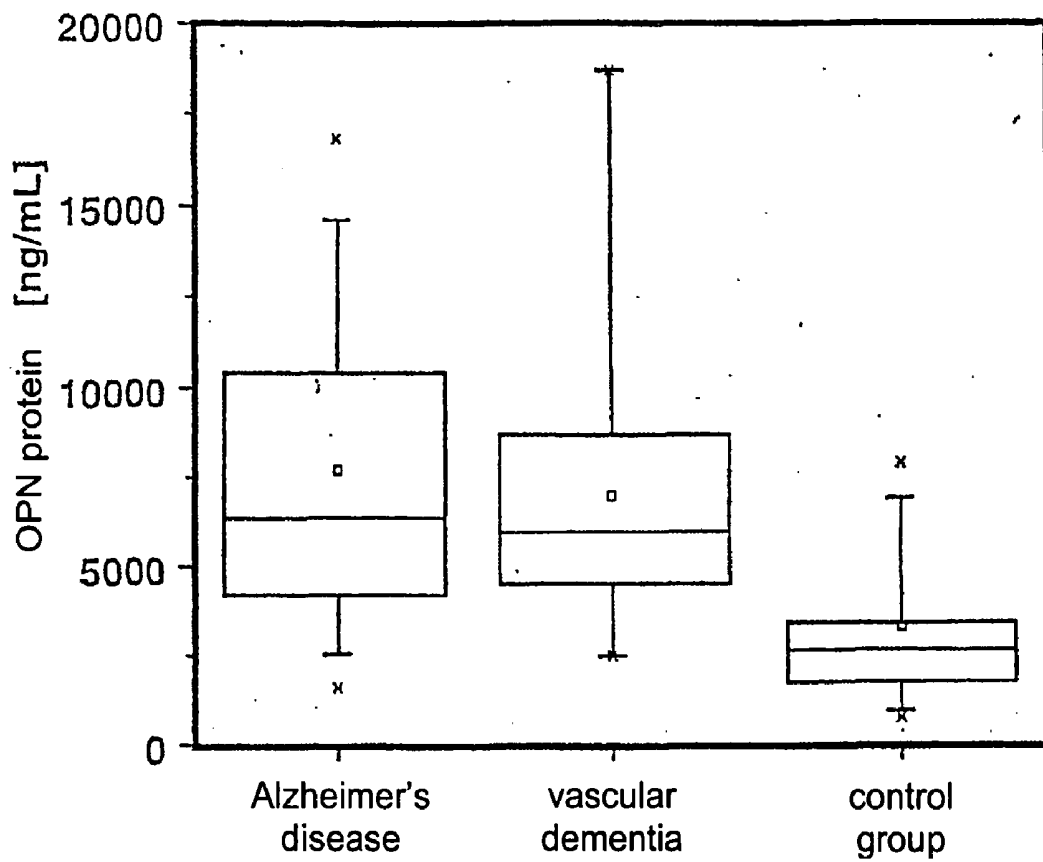 20000
15000
10000
5000
0
OPN protein [ng/mL]
Alzheimer's
disease
vascular
dementia
control
group